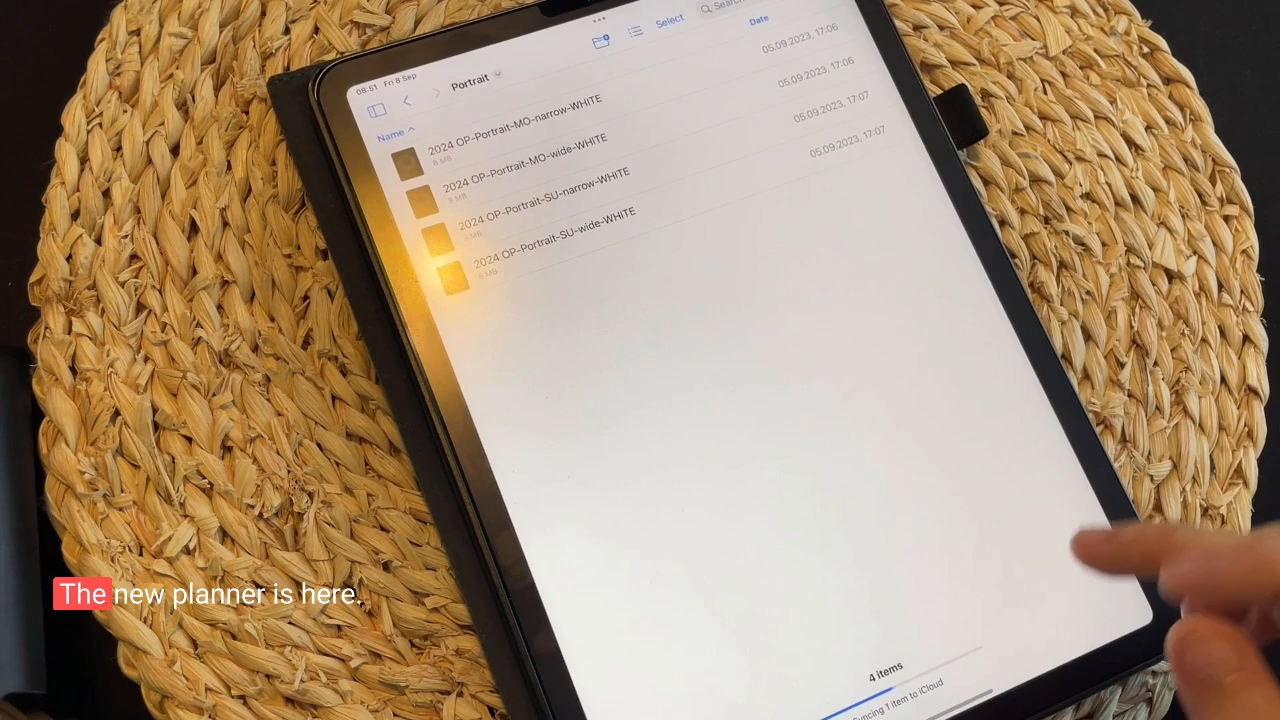 08:51 Fri 8 Sep
Select
Search
Portrait
Name
Date
2024 OP-Portrait-MO-narrow-WHITE
8 MB
05.09.2023, 17:06
2024 OP-Portrait-MO-wide-WHITE
8 MB
05.09.2023, 17:06
2024 OP-Portrait-SU-narrow-WHITE
8 MB
05.09.2023, 17:07
2024 OP-Portrait-SU-wide-WHITE
8 MB
05.09.2023, 17:07
The new planner is here.
4 items
Syncing 1 item to iCloud